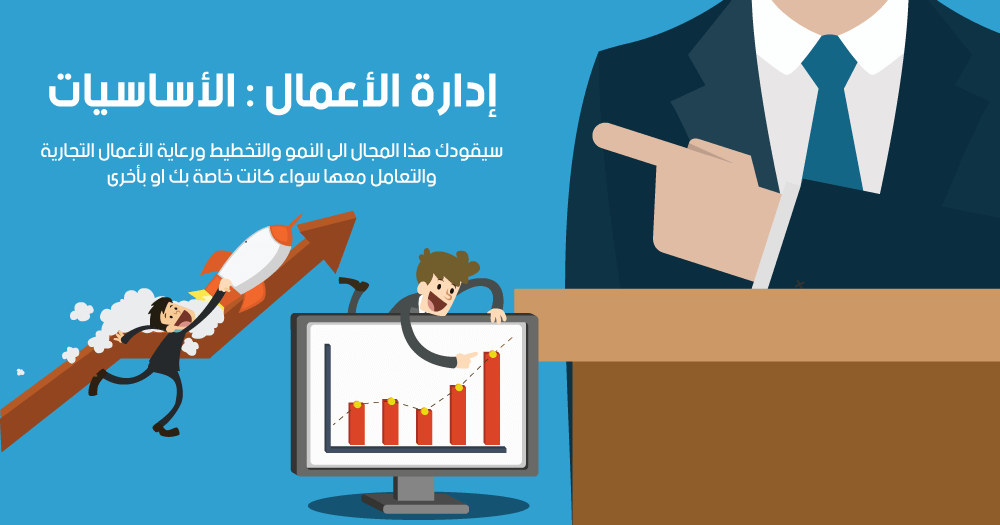 إدارة الأعمال : الأساسيات
سيقودك هذا المجال الى النمو والتخطيط ورعاية الأعمال التجارية
والتعامل معها سواء كانت خاصة بك او بأخرى